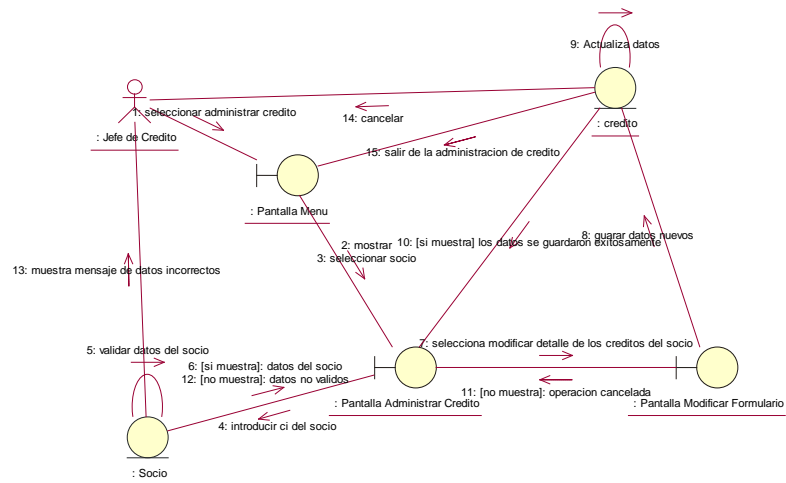 9: Actualiza datos
1: seleccionar administrar credito
14: cancelar
: credito
: Jefe de Credito
15: salir de la administracion de credito
: Pantalla Menu
8: guarar datos nuevos
2: mostrar
10: [si muestra] los datos se guardaron exitosamente
3: seleccionar socio
13: muestra mensaje de datos incorrectos
7: selecciona modificar detalle de los creditos del socio
5: validar datos del socio
6: [si muestra]: datos del socio
12: [no muestra]: datos no validos
11: [no muestra]: operacion cancelada
: Pantalla Administrar Credito
: Pantalla Modificar Formulario
4: introducir ci del socio
: Socio